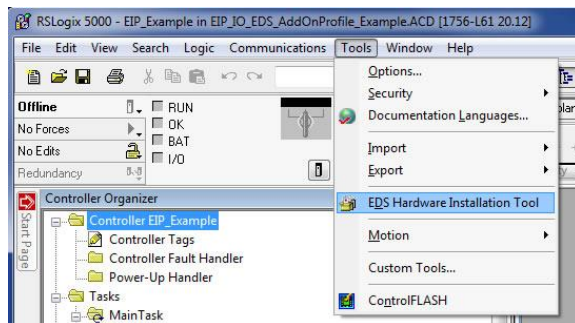 RSLogix 5000 - EIP_Example in EIP_IO_EDS_AddOnProfile_Example.ACD [1756-L61 20.12]
File Edit View Search Logic Communications Tools Window Help
Offline
RUN
No Forces
OK
No Edits
BAT
Redundancy
I/O
Options...
Security
Documentation Languages...
Import
Export
EDS Hardware Installation Tool
Motion
Custom Tools...
ControlFLASH
Start Page
Controller Organizer
Controller EIP_Example
Controller Tags
Controller Fault Handler
Power-Up Handler
Tasks
MainTask